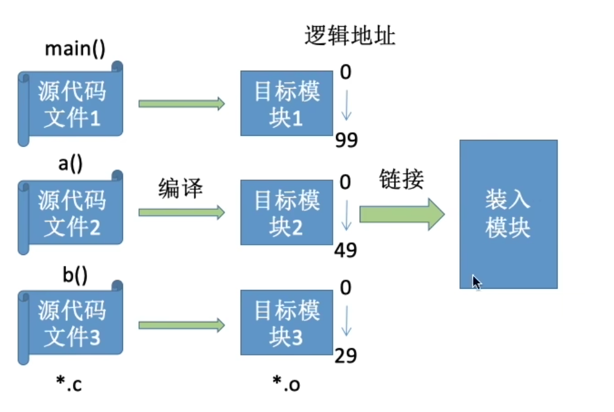 逻辑地址
main()
源代码
文件1
目标模
块1
0
99
a()
源代码
文件2
编译
目标模
块2
0
49
链接
装入
模块
b()
源代码
文件3
目标模
块3
0
29
*.c
*.o